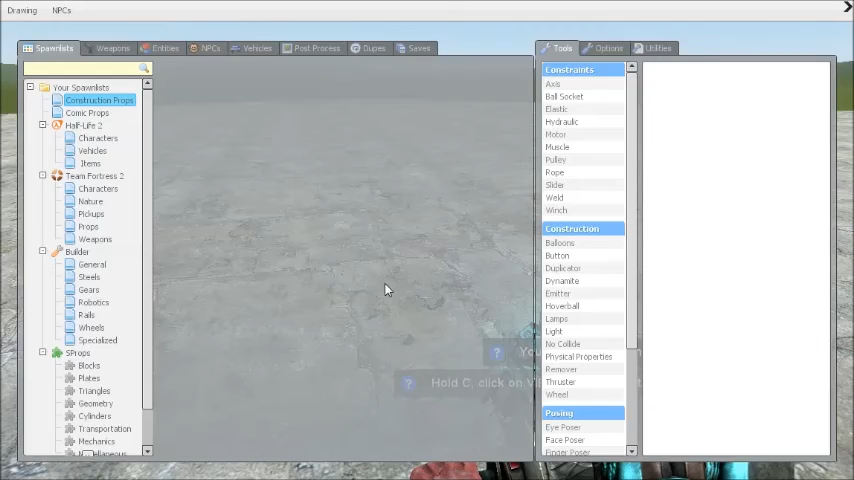 Drawing NPCs
Spawnlists Weapons Entities NPCs Vehicles Post Process Dupes Saves
Tools Options Utilities
Your Spawnlists
Construction Props
Comic Props
Half-Life 2
Characters
Vehicles
Items
Team Fortress 2
Characters
Nature
Pickups
Props
Weapons
Builder
General
Steels
Gears
Robotics
Rails
Wheels
Specialized
SProps
Blocks
Plates
Triangles
Geometry
Cylinders
Transportation
Mechanics
Constraints
Axis
Ball Socket
Elastic
Hydraulic
Motor
Muscle
Pulley
Rope
Slider
Weld
Winch
Construction
Balloons
Button
Duplicator
Dynamite
Emitter
Hoverball
Lamps
Light
No Collide
Physical Properties
Remover
Thruster
Wheel
Posing
Eye Poser
Face Poser
Finger Poser
? You
? Hold C, click on